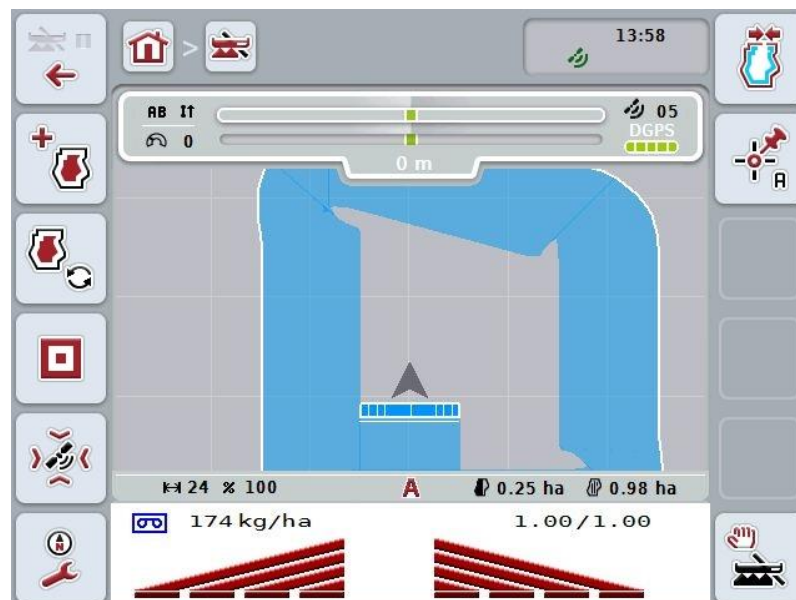 13:58
AB I↑
05
DGPS
0
0 m
A
24 % 100
A
0.25 ha 0.98 ha
174 kg/ha
1.00/1.00
N